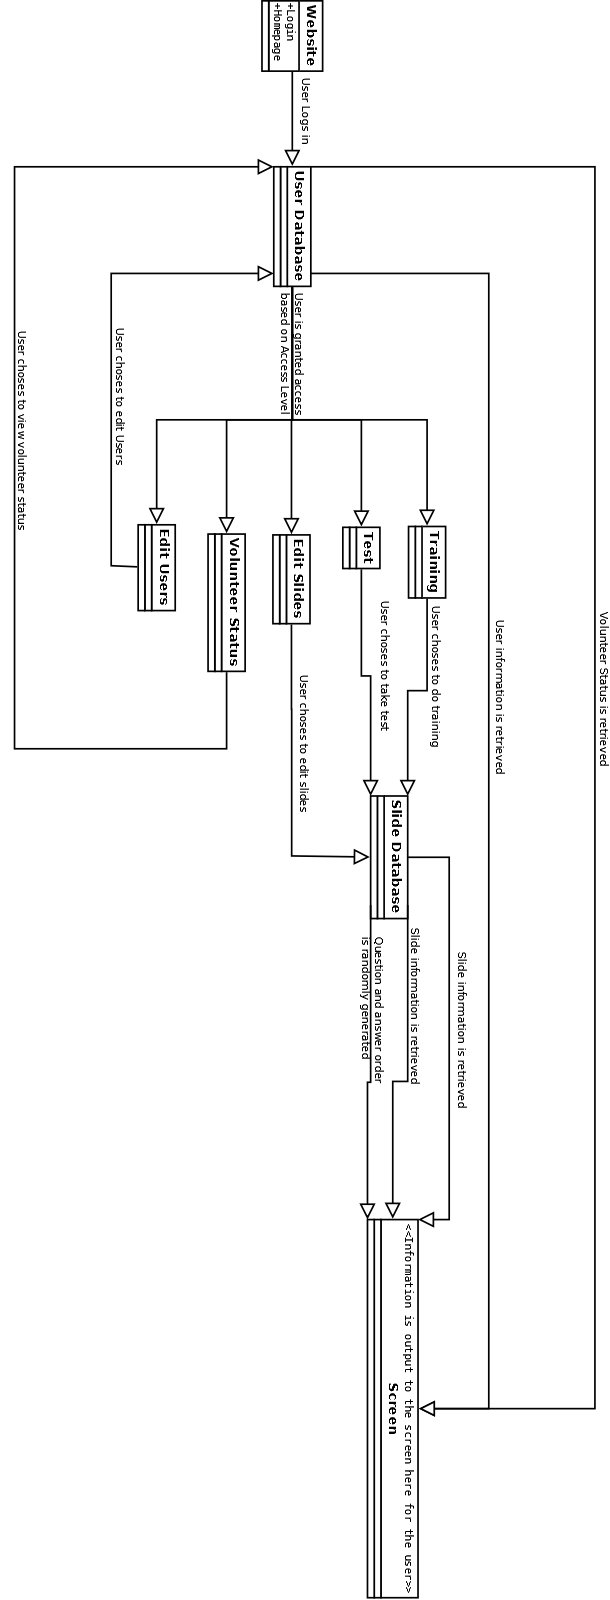 Website
+Login
+Homepage
User Logs in
User Database
User is granted access
based on Access Level
Volunteer Status is retrieved
User information is retrieved
User choses to edit Users
User choses to view volunteer status
Training
Test
Edit Slides
Volunteer Status
Edit Users
User choses to do training
User choses to take test
User choses to edit slides
Slide Database
Slide information is retrieved
Slide information is retrieved
Question and answer order
is randomly generated
<<Information is output to the screen here for the user>>
Screen